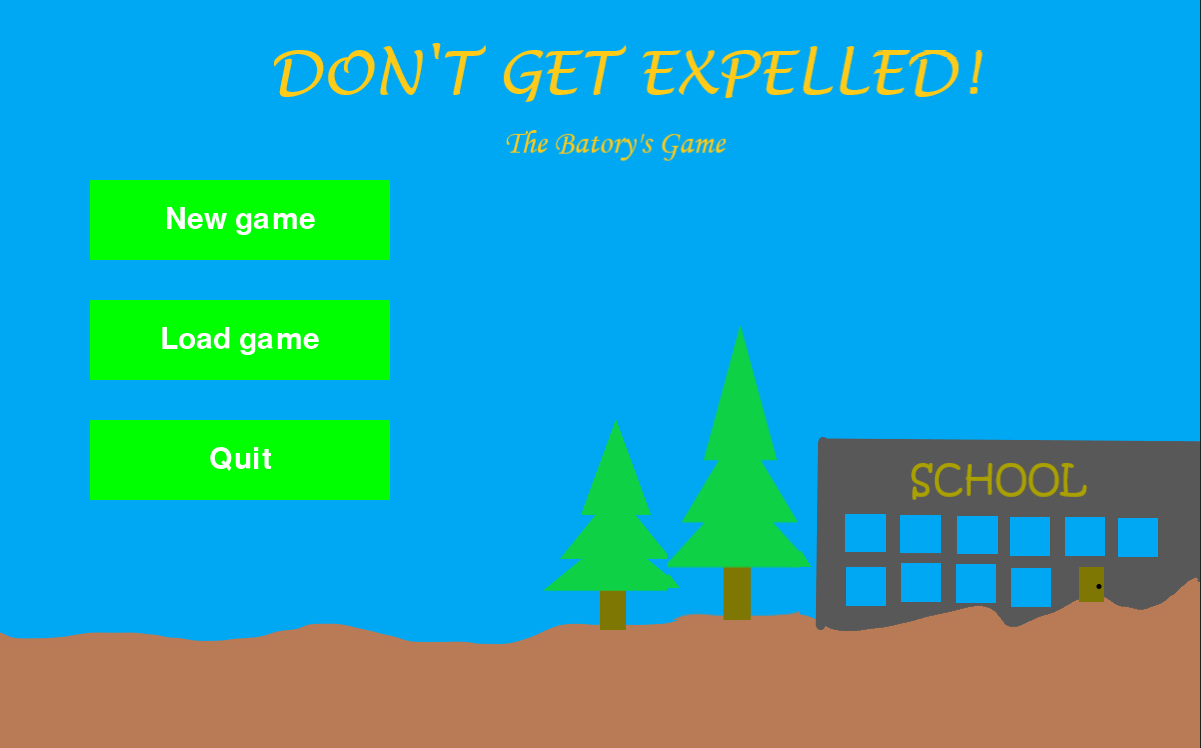 DON'T GET EXPELLED!
The Batory's Game
New game
Load game
Quit
SCHOOL